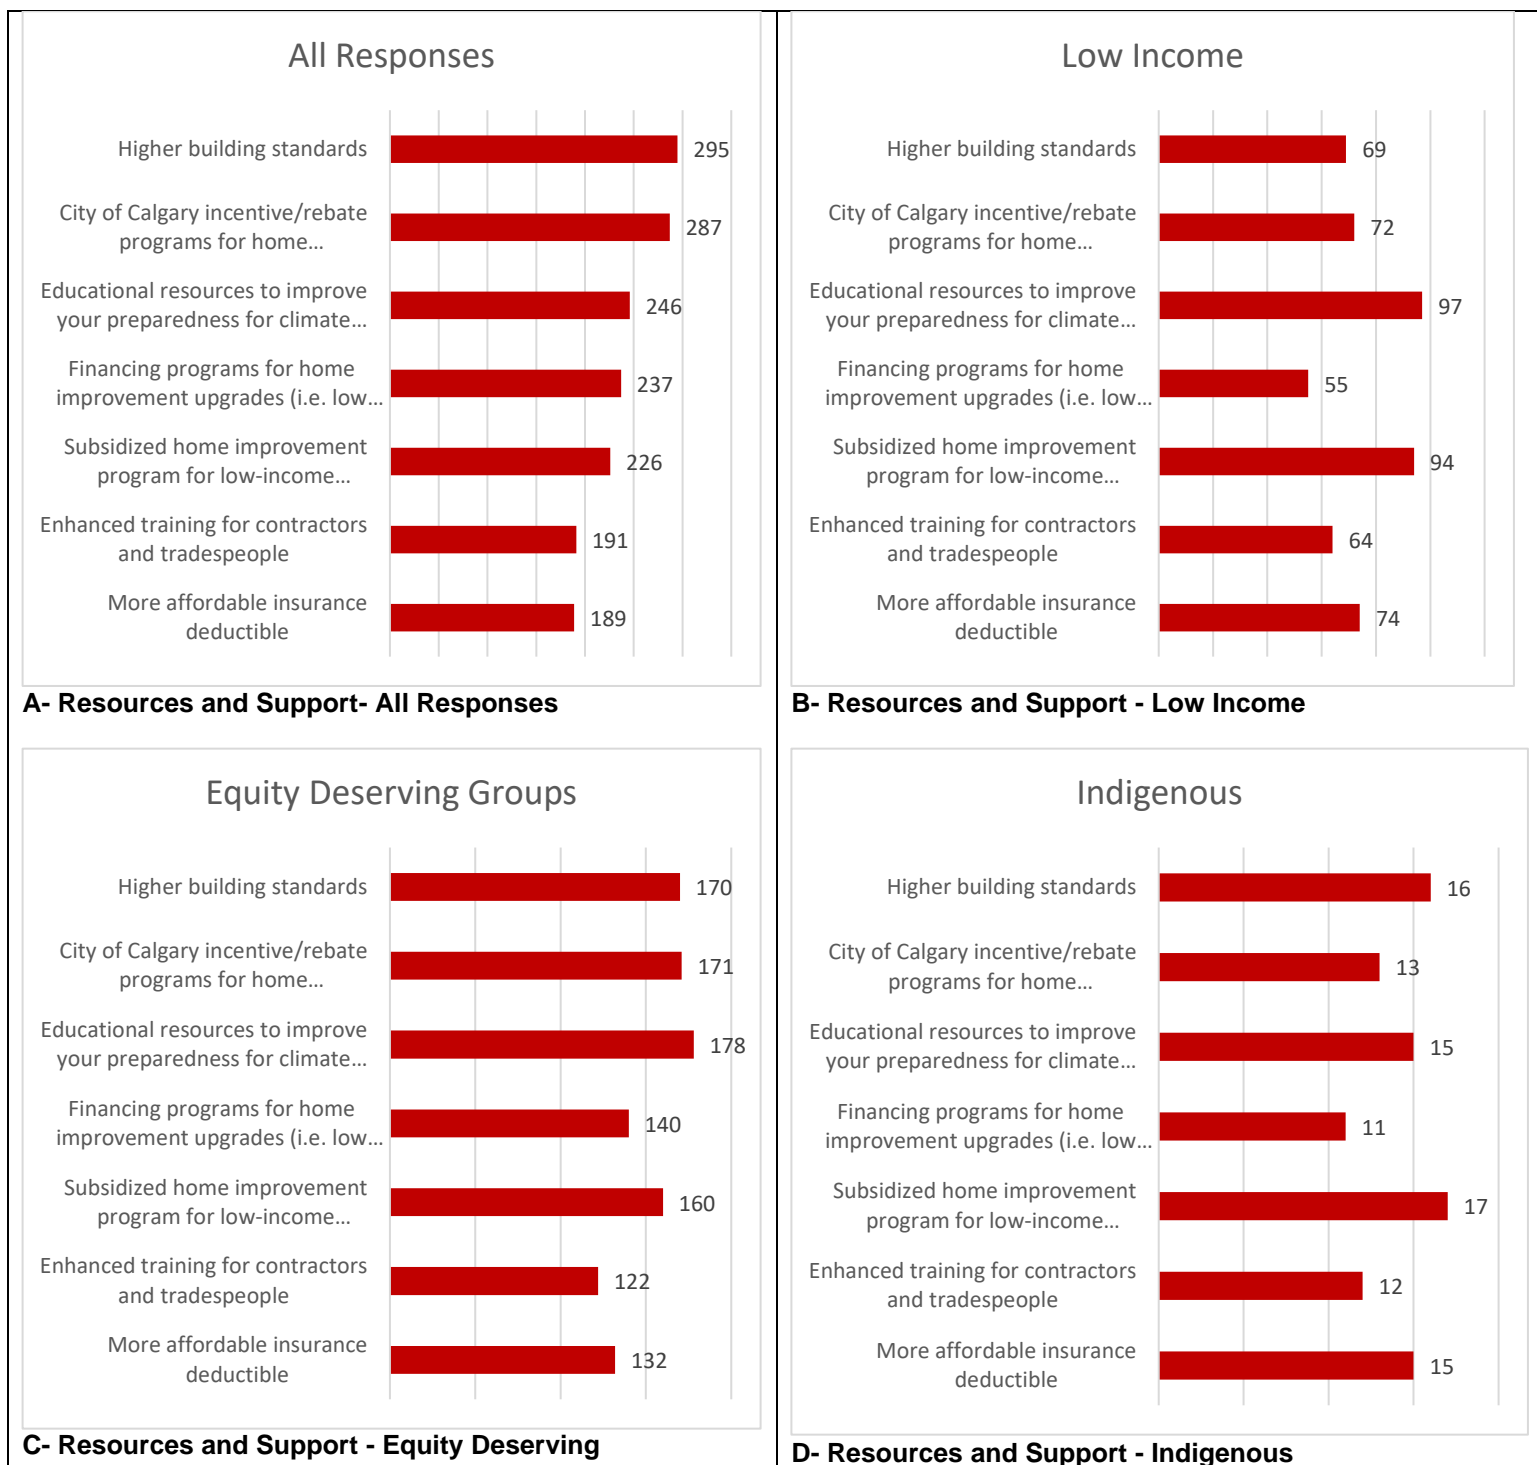 All Responses
Higher building standards
295
City of Calgary incentive/rebate
programs for home...
287
Educational resources to improve
your preparedness for climate...
246
Financing programs for home
improvement upgrades (i.e. low...
237
Subsidized home improvement
program for low-income...
226
Enhanced training for contractors
and tradespeople
191
More affordable insurance
deductible
189
A- Resources and Support- All Responses
Low Income
Higher building standards
69
City of Calgary incentive/rebate
programs for home...
72
Educational resources to improve
your preparedness for climate...
97
Financing programs for home
improvement upgrades (i.e. low...
55
Subsidized home improvement
program for low-income...
94
Enhanced training for contractors
and tradespeople
64
More affordable insurance
deductible
74
B- Resources and Support - Low Income
Equity Deserving Groups
Higher building standards
170
City of Calgary incentive/rebate
programs for home...
171
Educational resources to improve
your preparedness for climate...
178
Financing programs for home
improvement upgrades (i.e. low...
140
Subsidized home improvement
program for low-income...
160
Enhanced training for contractors
and tradespeople
122
More affordable insurance
deductible
132
C- Resources and Support - Equity Deserving
Indigenous
Higher building standards
16
City of Calgary incentive/rebate
programs for home...
13
Educational resources to improve
your preparedness for climate...
15
Financing programs for home
improvement upgrades (i.e. low...
11
Subsidized home improvement
program for low-income...
17
Enhanced training for contractors
and tradespeople
12
More affordable insurance
deductible
15
D- Resources and Support - Indigenous